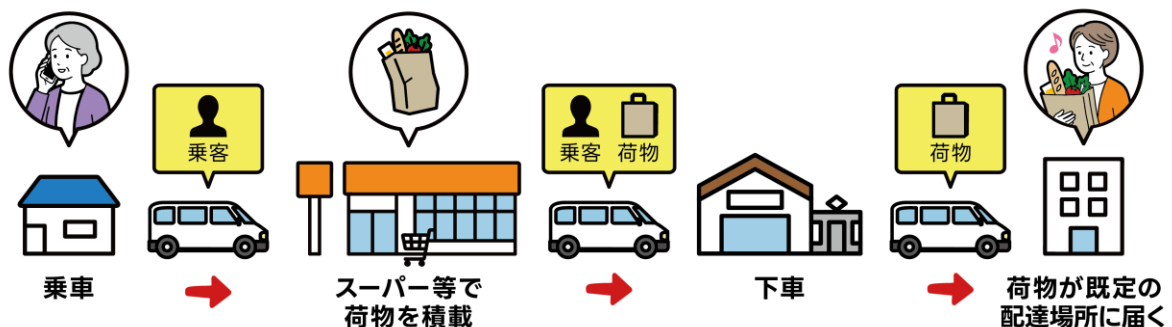 乗客
乗客 荷物
荷物
乗車
スーパー等で
荷物を積載
下車
荷物が既定の
配達場所に届く